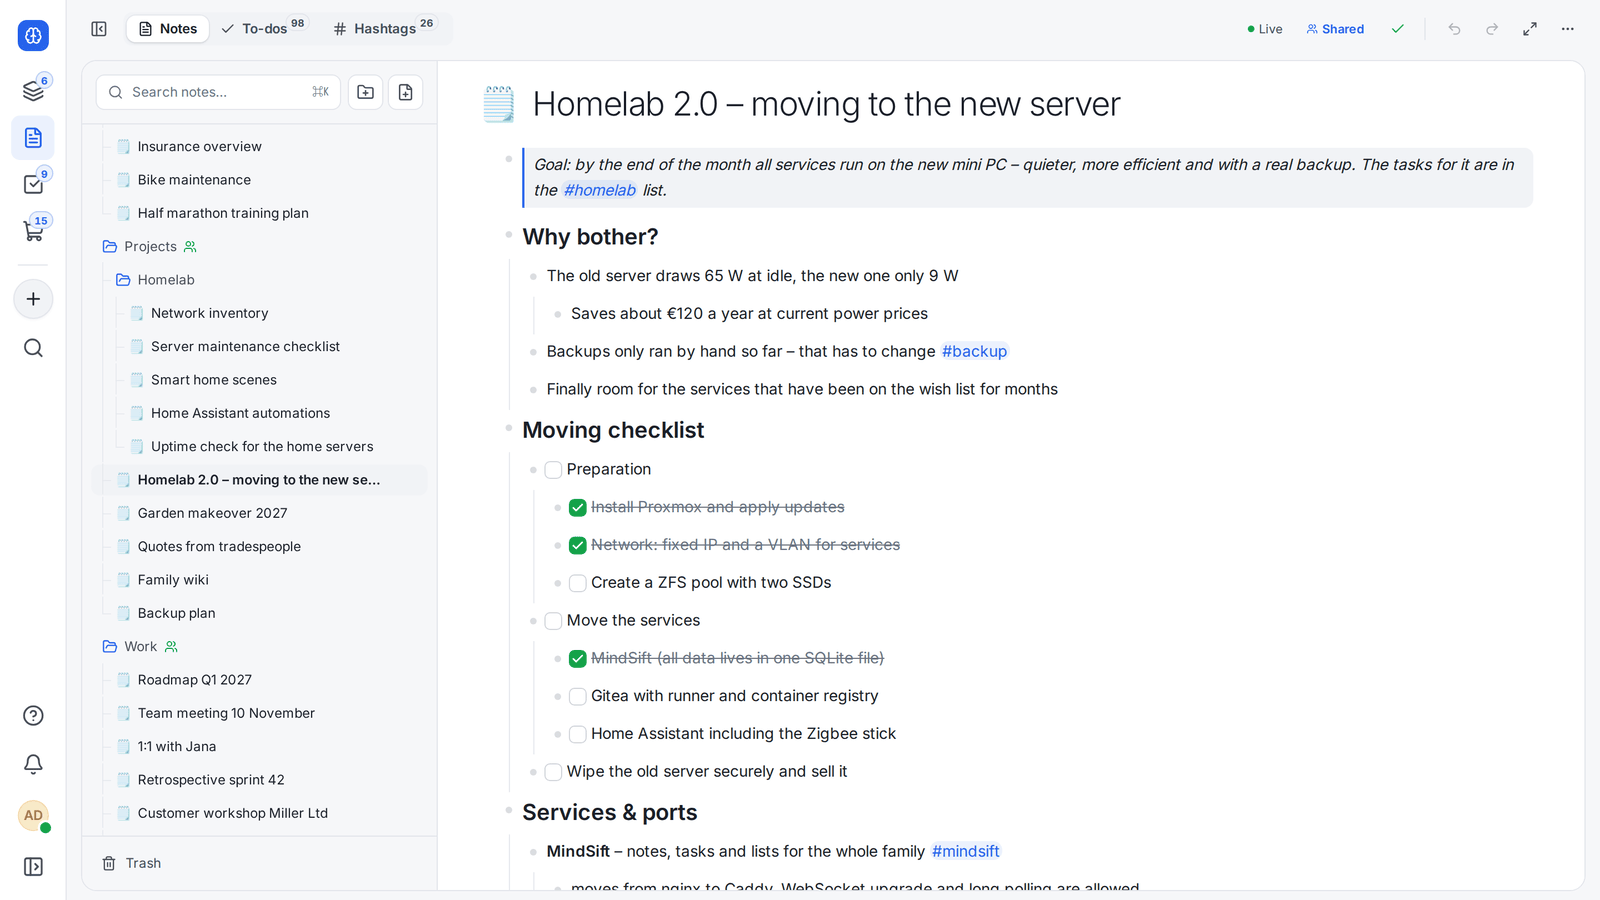 6
9
15
AD
Notes
To-dos 98
Hashtags 26
Live
Shared
Search notes...
⌘K
Insurance overview
Bike maintenance
Half marathon training plan
Projects
Homelab
Network inventory
Server maintenance checklist
Smart home scenes
Home Assistant automations
Uptime check for the home servers
Homelab 2.0 – moving to the new se...
Garden makeover 2027
Quotes from tradespeople
Family wiki
Backup plan
Work
Roadmap Q1 2027
Team meeting 10 November
1:1 with Jana
Retrospective sprint 42
Customer workshop Miller Ltd
Trash
Homelab 2.0 – moving to the new server
Goal: by the end of the month all services run on the new mini PC – quieter, more efficient and with a real backup. The tasks for it are in
the #homelab list.
Why bother?
The old server draws 65 W at idle, the new one only 9 W
Saves about €120 a year at current power prices
Backups only ran by hand so far – that has to change #backup
Finally room for the services that have been on the wish list for months
Moving checklist
Preparation
Install Proxmox and apply updates
Network: fixed IP and a VLAN for services
Create a ZFS pool with two SSDs
Move the services
MindSift (all data lives in one SQLite file)
Gitea with runner and container registry
Home Assistant including the Zigbee stick
Wipe the old server securely and sell it
Services & ports
MindSift – notes, tasks and lists for the whole family #mindsift
moves from nginx to Caddy, WebSocket upgrade and long polling are allowed